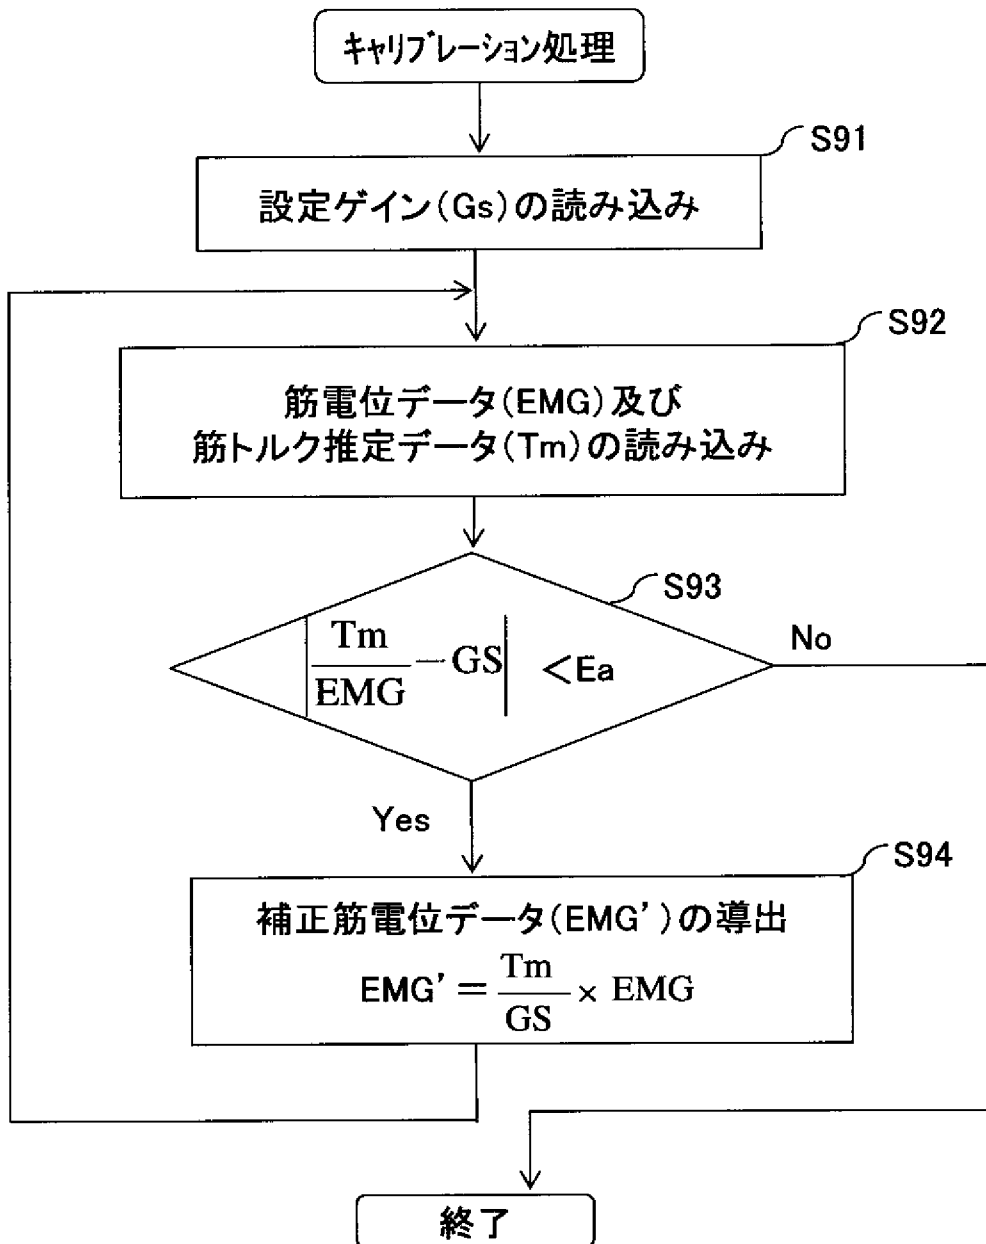 キャリブレーション処理
S91
設定ゲイン(Gs)の読み込み
S92
筋電位データ(EMG)及び
筋トルク推定データ(Tm)の読み込み
S93
|Tm/EMG－GS| ＜Ea
No
Yes
S94
補正筋電位データ(EMG’)の導出
EMG’＝Tm/GS× EMG
終了